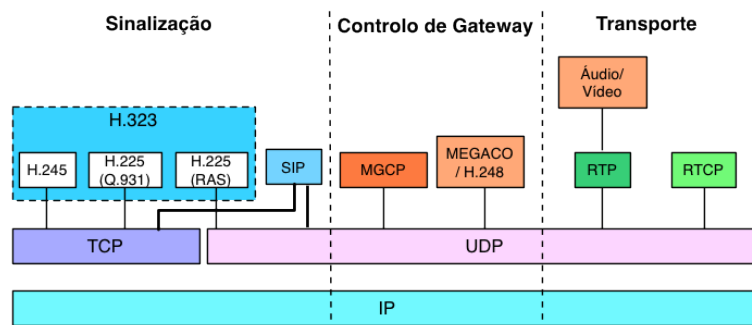 Sinalização
Controlo de Gateway
Transporte
Áudio/
Vídeo
H.323
H.245
H.225
(Q.931)
H.225
(RAS)
SIP
MGCP
MEGACO
/ H.248
RTP
RTCP
TCP
UDP
IP